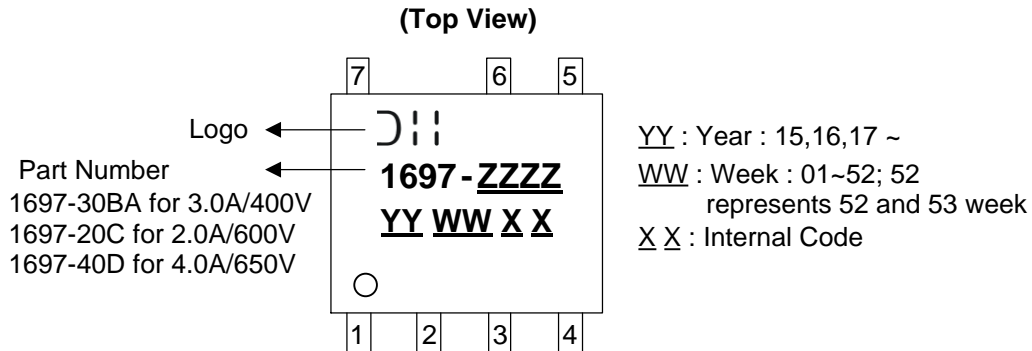 (Top View)
7 6 5
Logo
Part Number
1697-30BA for 3.0A/400V
1697-20C for 2.0A/600V
1697-40D for 4.0A/650V
1697-ZZZZ
YY WW X X
YY : Year : 15,16,17 ~
WW : Week : 01~52; 52
represents 52 and 53 week
X X : Internal Code
1 2 3 4